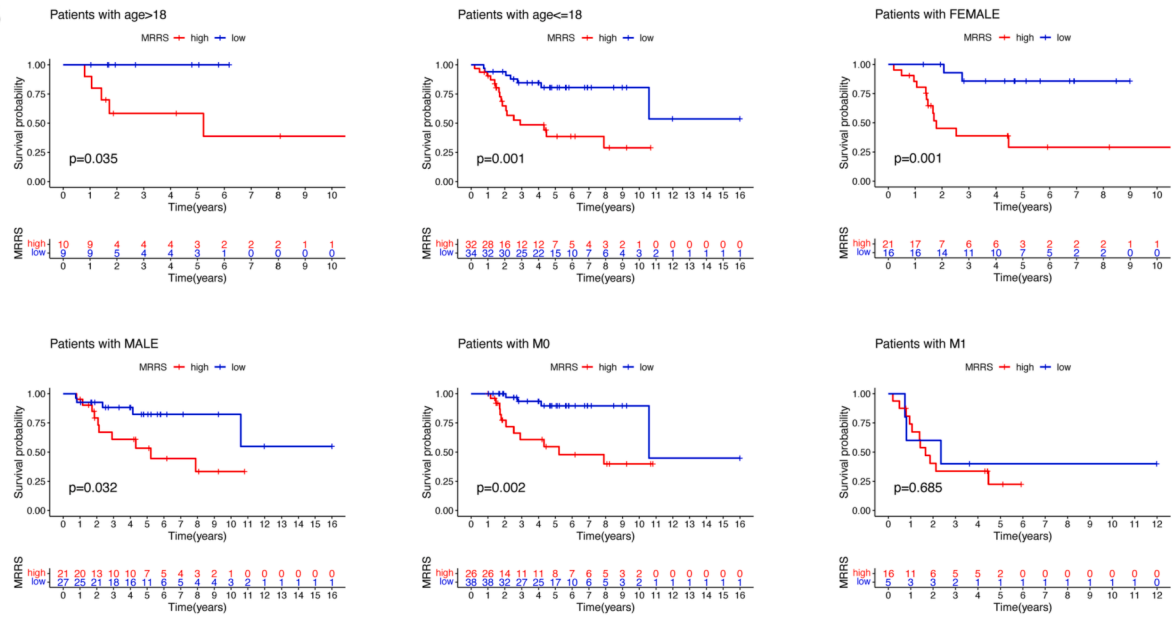 Patients with age>18
MRRS high low
1.00
0.75
0.50
0.25
0.00
Survival probability
p=0.035
0 1 2 3 4 5 6 7 8 9 10
Time(years)
MRRS
high 10 9 4 4 4 3 2 2 2 1 1
low 9 9 5 4 4 3 1 0 0 0 0
0 1 2 3 4 5 6 7 8 9 10
Time(years)
Patients with age<=18
MRRS high low
1.00
0.75
0.50
0.25
0.00
Survival probability
p=0.001
0 1 2 3 4 5 6 7 8 9 10 11 12 13 14 15 16
Time(years)
MRRS
high 32 28 16 12 12 7 5 4 3 2 1 0 0 0 0 0 0
low 34 32 30 25 22 15 10 7 6 4 3 2 1 1 1 1 1
0 1 2 3 4 5 6 7 8 9 10 11 12 13 14 15 16
Time(years)
Patients with FEMALE
MRRS high low
1.00
0.75
0.50
0.25
0.00
Survival probability
p=0.001
0 1 2 3 4 5 6 7 8 9 10
Time(years)
MRRS
high 21 17 7 6 6 3 2 2 2 1 1
low 16 16 14 11 10 7 5 2 2 0 0
0 1 2 3 4 5 6 7 8 9 10
Time(years)
Patients with MALE
MRRS high low
1.00
0.75
0.50
0.25
0.00
Survival probability
p=0.032
0 1 2 3 4 5 6 7 8 9 10 11 12 13 14 15 16
Time(years)
MRRS
high 21 20 13 10 10 7 5 4 3 2 1 0 0 0 0 0 0
low 27 25 21 18 16 11 6 5 4 4 3 2 1 1 1 1 1
0 1 2 3 4 5 6 7 8 9 10 11 12 13 14 15 16
Time(years)
Patients with M0
MRRS high low
1.00
0.75
0.50
0.25
0.00
Survival probability
p=0.002
0 1 2 3 4 5 6 7 8 9 10 11 12 13 14 15 16
Time(years)
MRRS
high 26 26 14 11 11 8 7 6 5 3 2 0 0 0 0 0 0
low 38 38 32 27 25 17 10 6 5 3 2 1 1 1 1 1 1
0 1 2 3 4 5 6 7 8 9 10 11 12 13 14 15 16
Time(years)
Patients with M1
MRRS high low
1.00
0.75
0.50
0.25
0.00
Survival probability
p=0.685
0 1 2 3 4 5 6 7 8 9 10 11 12
Time(years)
MRRS
high 16 11 6 5 5 2 0 0 0 0 0 0 0
low 5 3 3 2 1 1 1 1 1 1 1 1 0
0 1 2 3 4 5 6 7 8 9 10 11 12
Time(years)